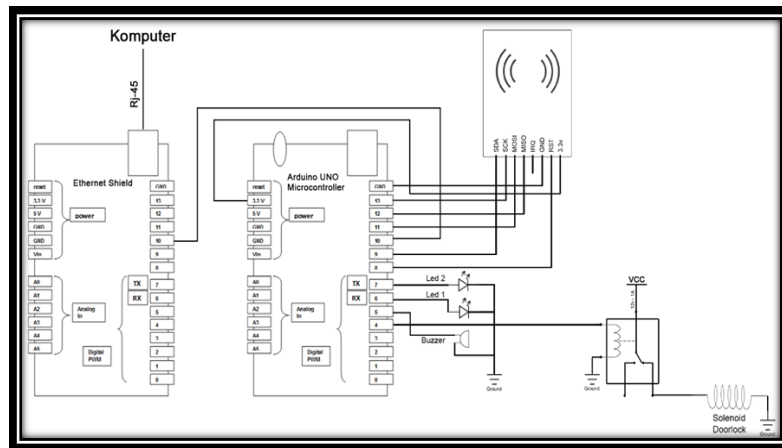 Komputer
Rj-45
Ethernet Shield
reset
3.3 V
5 V
GND
GND
Vin
power
A0
A1
A2
A3
A4
A5
Analog
In
GND
13
12
11
10
9
8
TX
RX
7
6
5
4
3
2
1
0
Digital
PWM
Arduino UNO
Microcontroller
reset
3.3 V
5 V
GND
GND
Vin
power
A0
A1
A2
A3
A4
A5
Analog
In
GND
13
12
11
10
9
8
TX
RX
7
6
5
4
3
2
1
0
Digital
PWM
SDA
SCK
MOSI
MISO
IRQ
GND
RST
3.3v
Led 2
Led 1
Buzzer
Ground
VCC
12v-1A
Ground
Solenoid
Doorlock
Ground